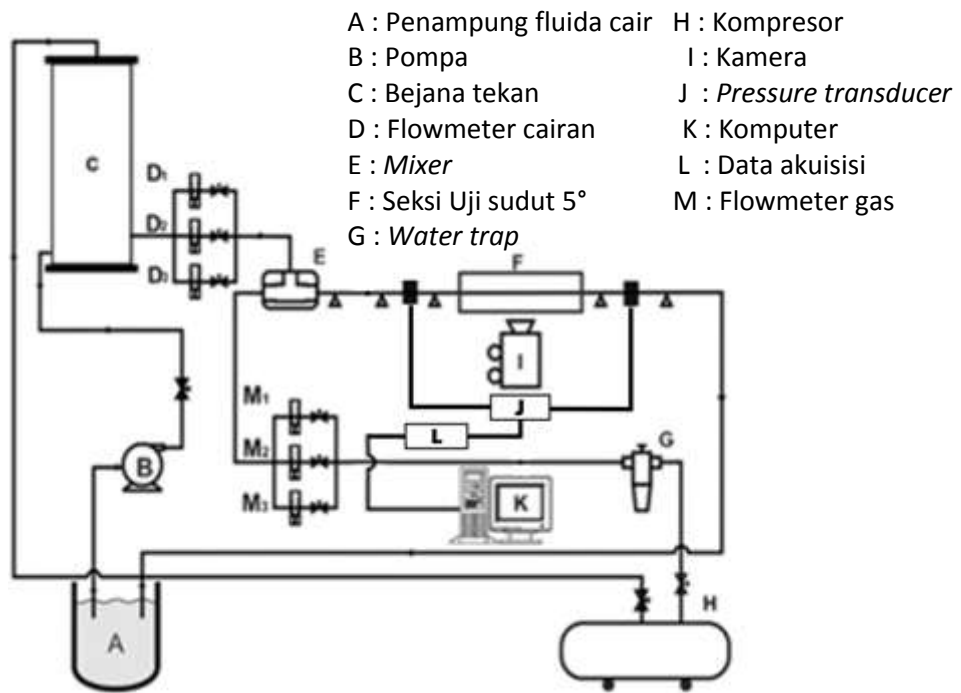 A : Penampung fluida cair H : Kompresor
B : Pompa I : Kamera
C : Bejana tekan J : Pressure transducer
D : Flowmeter cairan K : Komputer
E : Mixer L : Data akuisisi
F : Seksi Uji sudut 5° M : Flowmeter gas
G : Water trap
C
D₁
D₂
D₃
E
F
I
J
L
M₁
M₂
M₃
G
K
B
A
H